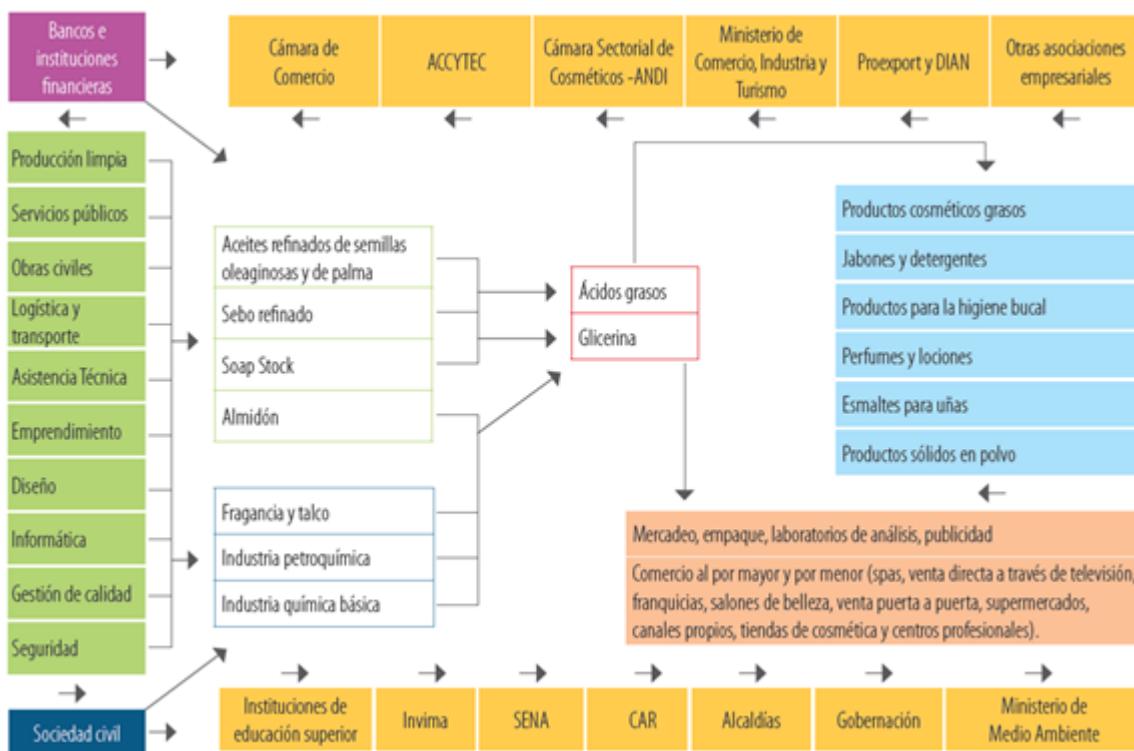 Bancos e
instituciones
financieras
Cámara de
Comercio
ACCYTEC
Cámara Sectorial de
Cosméticos -ANDI
Ministerio de
Comercio, Industria y
Turismo
Proexport y DIAN
Otras asociaciones
empresariales
Producción limpia
Servicios públicos
Obras civiles
Logística y
transporte
Asistencia Técnica
Emprendimiento
Diseño
Informática
Gestión de calidad
Seguridad
Aceites refinados de semillas
oleaginosas y de palma
Sebo refinado
Soap Stock
Almidón
Fragancia y talco
Industria petroquímica
Industria química básica
Ácidos grasos
Glicerina
Productos cosméticos grasos
Jabones y detergentes
Productos para la higiene bucal
Perfumes y lociones
Esmaltes para uñas
Productos sólidos en polvo
Mercadeo, empaque, laboratorios de análisis, publicidad
Comercio al por mayor y por menor (spas, venta directa a través de televisión,
franquicias, salones de belleza, venta puerta a puerta, supermercados,
canales propios, tiendas de cosmética y centros profesionales).
Sociedad civil
Instituciones de
educación superior
Invima
SENA
CAR
Alcaldías
Gobernación
Ministerio de
Medio Ambiente